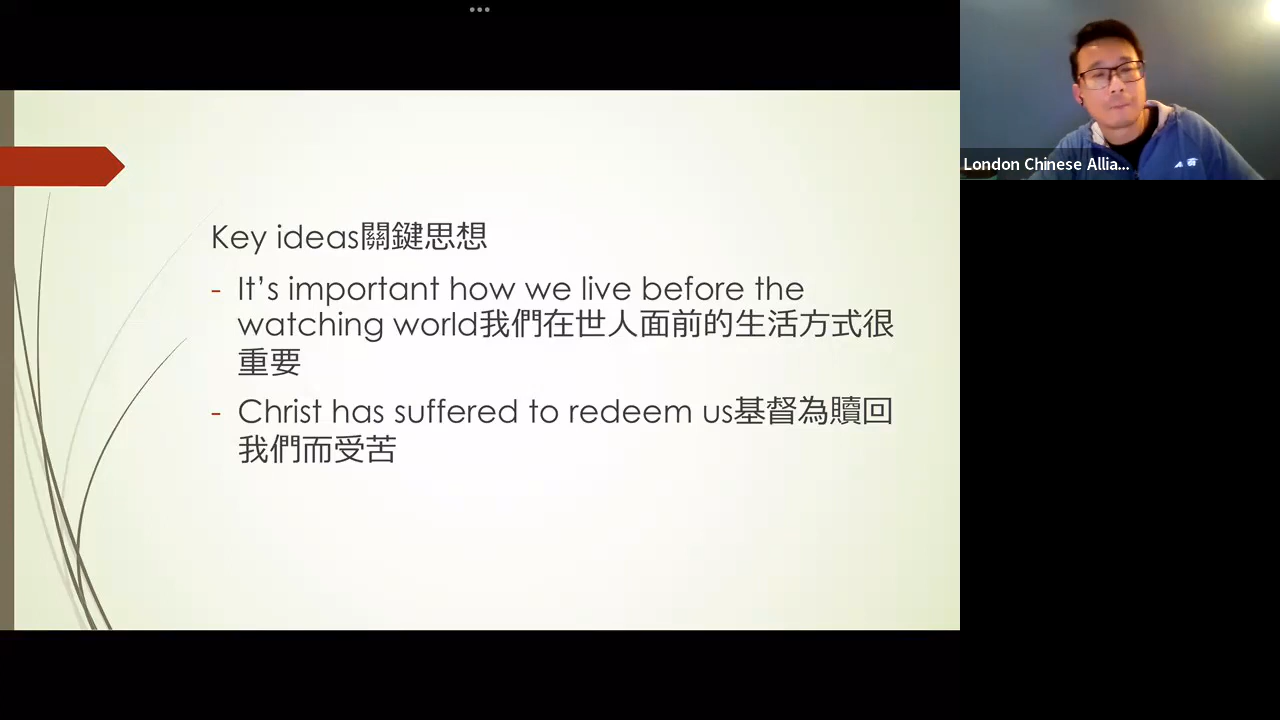 Key ideas關鍵思想
- It's important how we live before the
watching world我們在世人面前的生活方式很
重要
- Christ has suffered to redeem us基督為贖回
我們而受苦
London Chinese Allia...